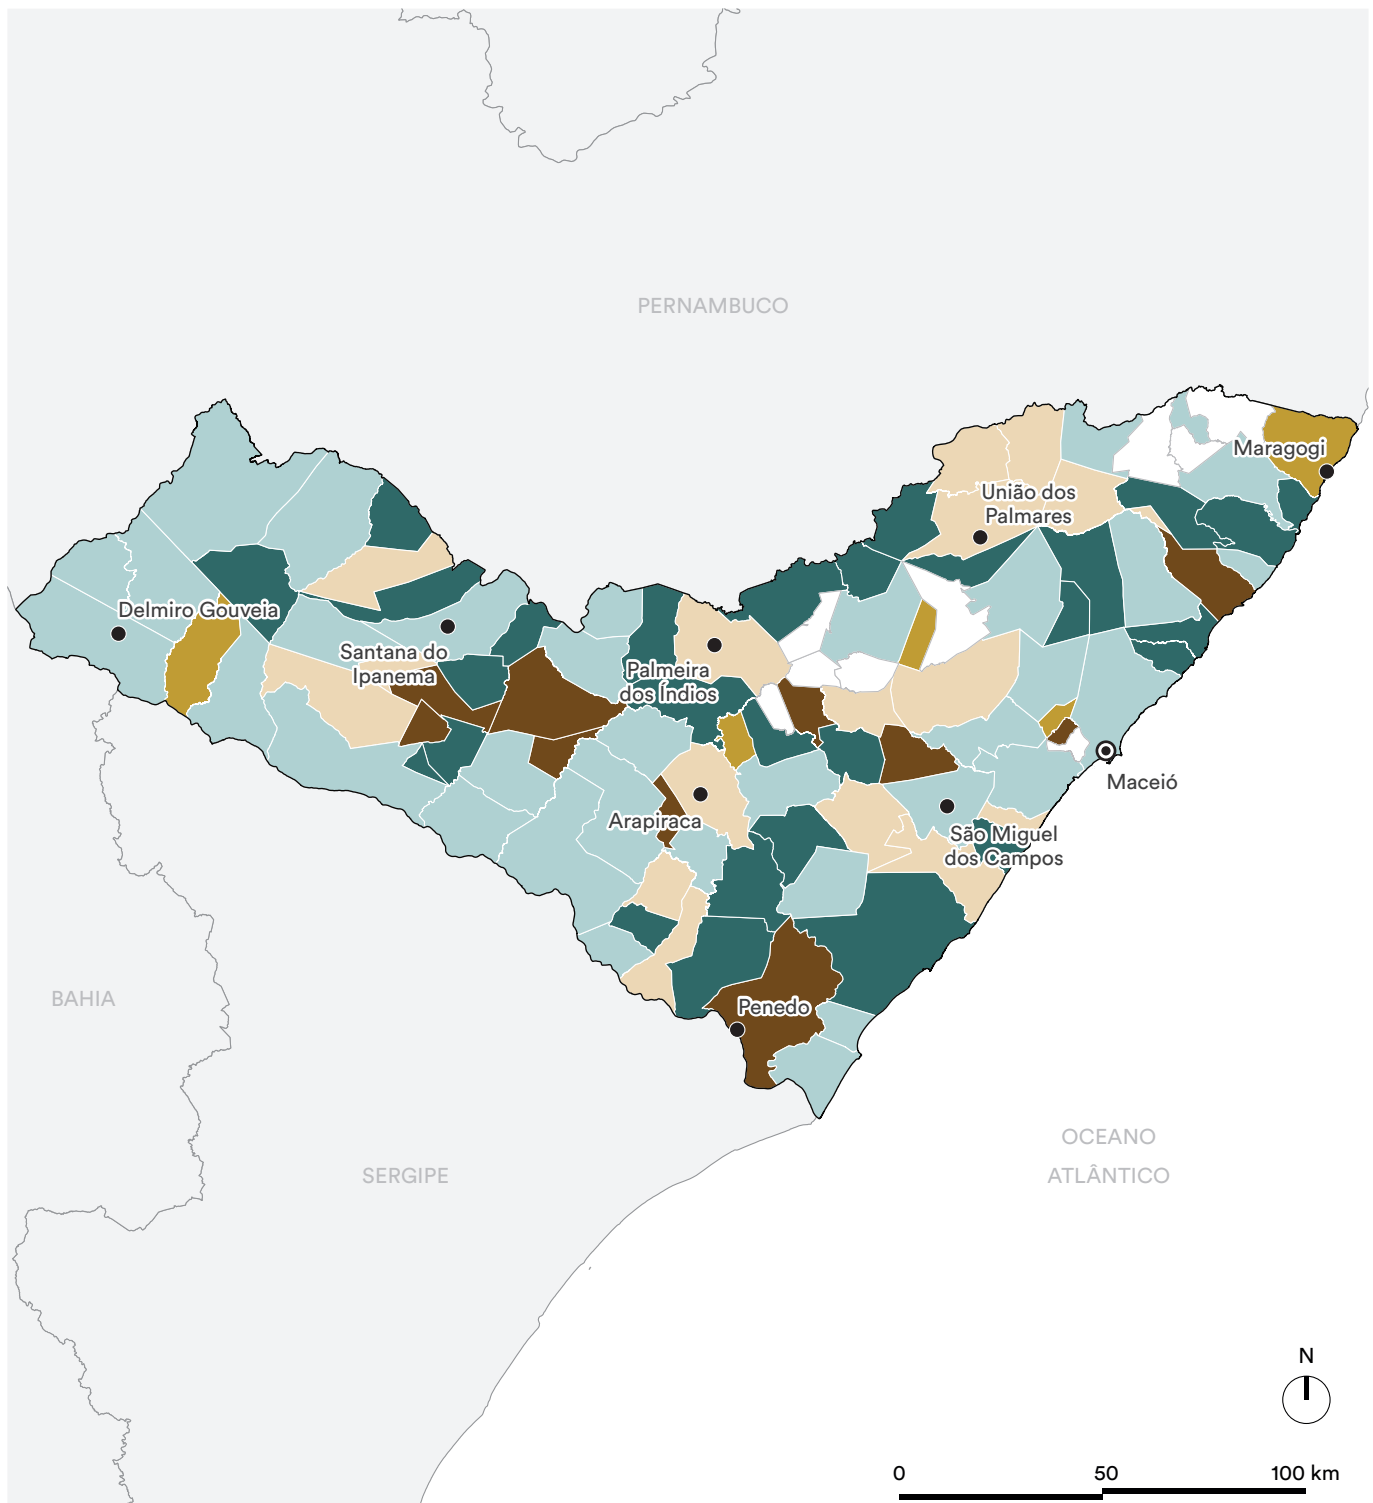 PERNAMBUCO
Maragogi
União dos
Palmares
Delmiro Gouveia
Santana do
Ipanema
Palmeira
dos Índios
Maceió
Arapiraca
São Miguel
dos Campos
Penedo
BAHIA
OCEANO
ATLÂNTICO
SERGIPE
N
0 50 100 km